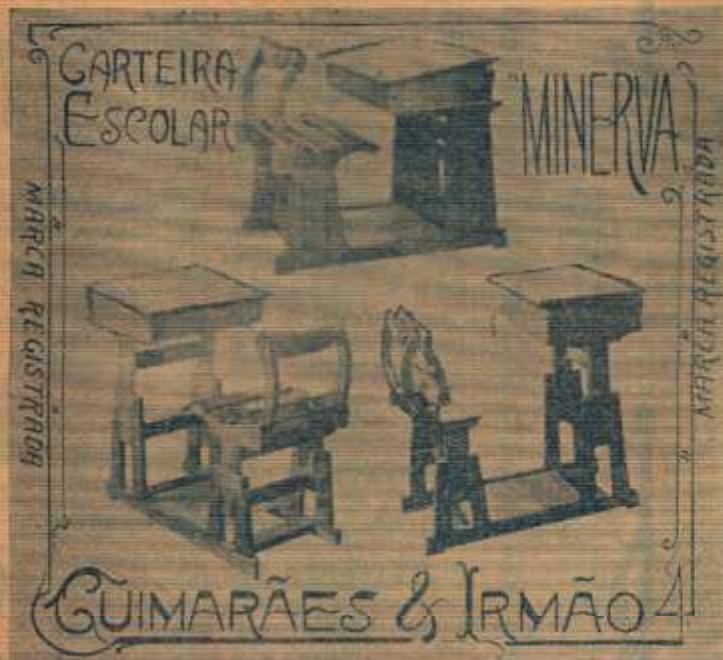 CARTEIRA
ESCOLAR
"MINERVA"
MARCA REGISTRADA
MARCA REGISTRADA
GUIMARÃES & IRMÃO